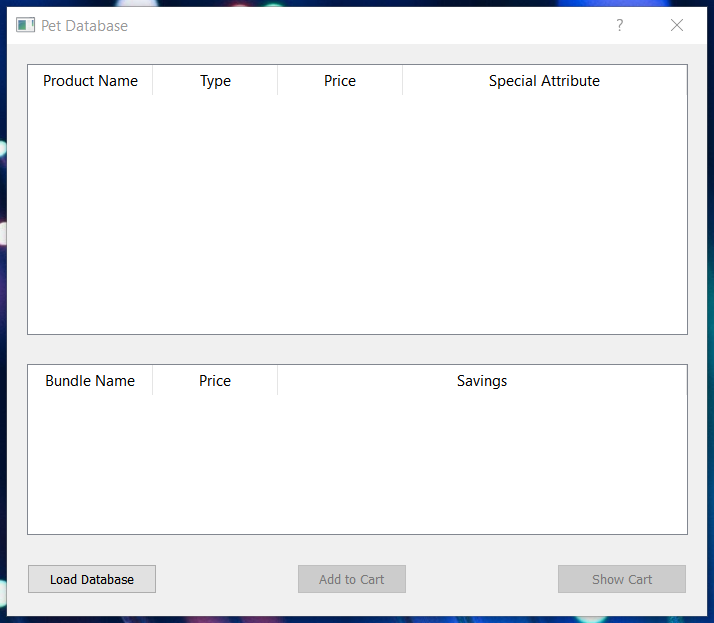 Pet Database
?
Product Name Type Price Special Attribute
Bundle Name Price Savings
Load Database Add to Cart Show Cart